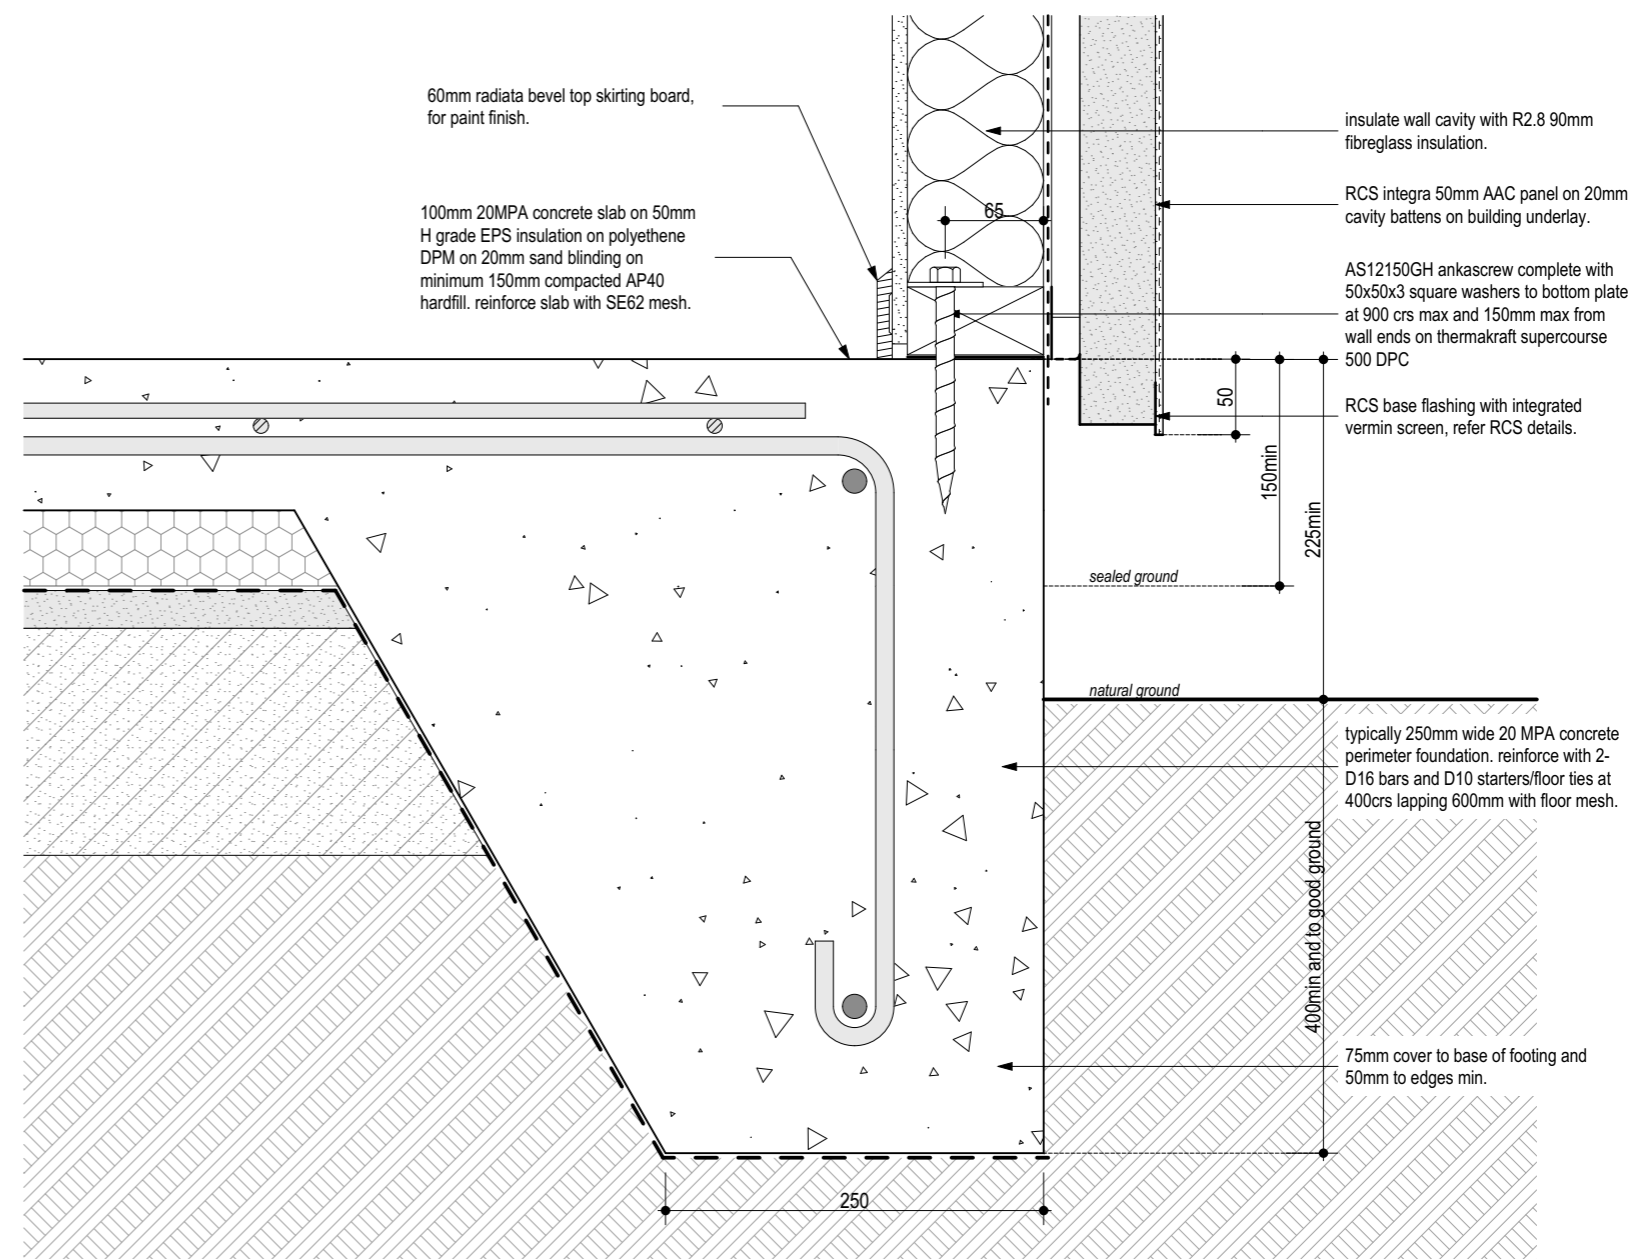 60mm radiata bevel top skirting board,
for paint finish.
100mm 20MPA concrete slab on 50mm
H grade EPS insulation on polyethene
DPM on 20mm sand blinding on
minimum 150mm compacted AP40
hardfill. reinforce slab with SE62 mesh.
65
insulate wall cavity with R2.8 90mm
fibreglass insulation.
RCS integra 50mm AAC panel on 20mm
cavity battens on building underlay.
AS12150GH ankascrew complete with
50x50x3 square washers to bottom plate
at 900 crs max and 150mm max from
wall ends on thermakraft supercourse
500 DPC
RCS base flashing with integrated
vermin screen, refer RCS details.
50
150min
225min
sealed ground
natural ground
typically 250mm wide 20 MPA concrete
perimeter foundation. reinforce with 2-
D16 bars and D10 starters/floor ties at
400crs lapping 600mm with floor mesh.
400min and to good ground
75mm cover to base of footing and
50mm to edges min.
250